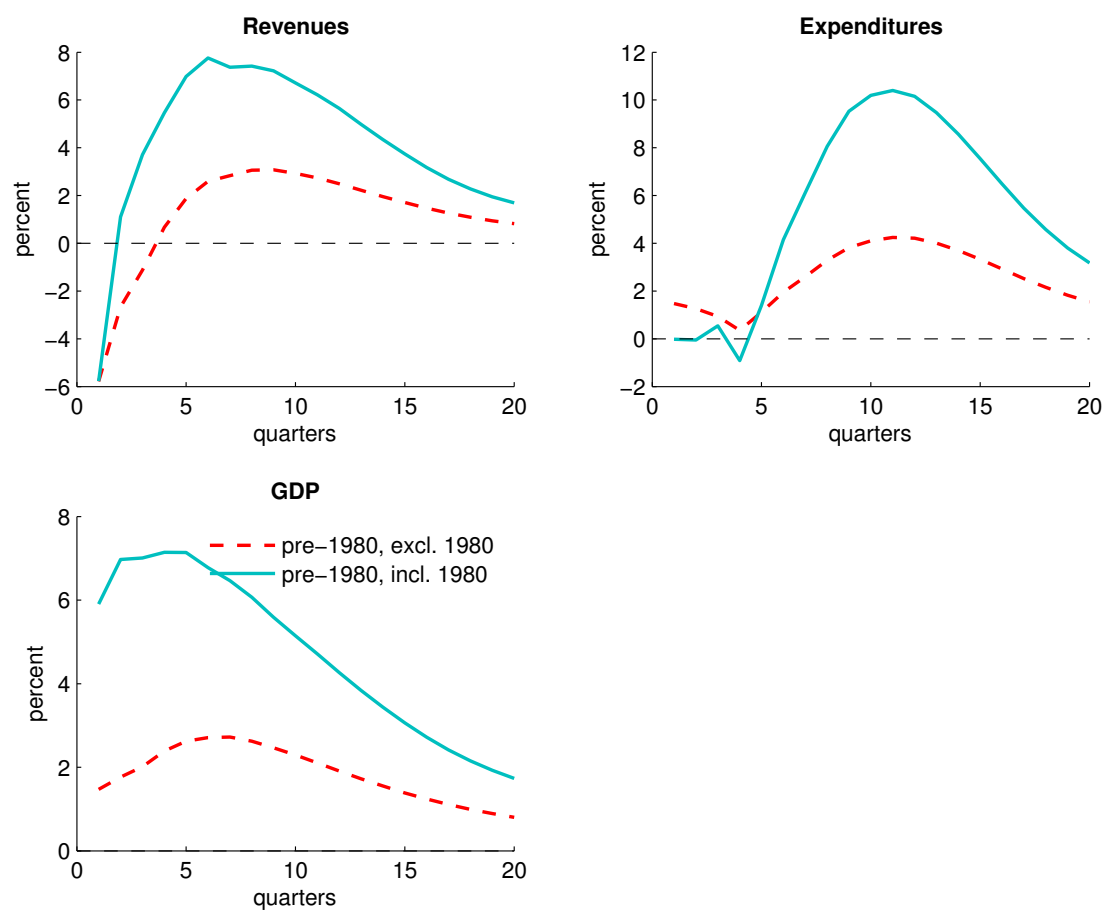 Revenues
8
6
4
2
0
−2
−4
−6
percent
0 5 10 15 20
quarters
Expenditures
12
10
8
6
4
2
0
−2
percent
0 5 10 15 20
quarters
GDP
8
6
4
2
0
percent
pre−1980, excl. 1980
pre−1980, incl. 1980
0 5 10 15 20
quarters